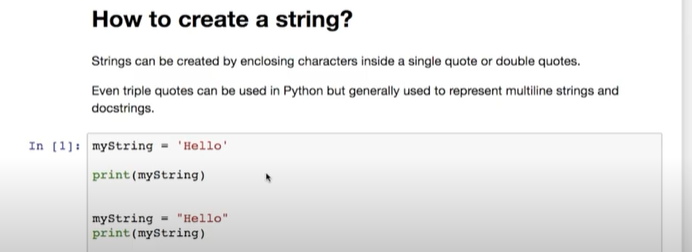 How to create a string?
Strings can be created by enclosing characters inside a single quote or double quotes.
Even triple quotes can be used in Python but generally used to represent multiline strings and
docstrings.
In [1]: myString = 'Hello'
print(myString)
myString = "Hello"
print(myString)